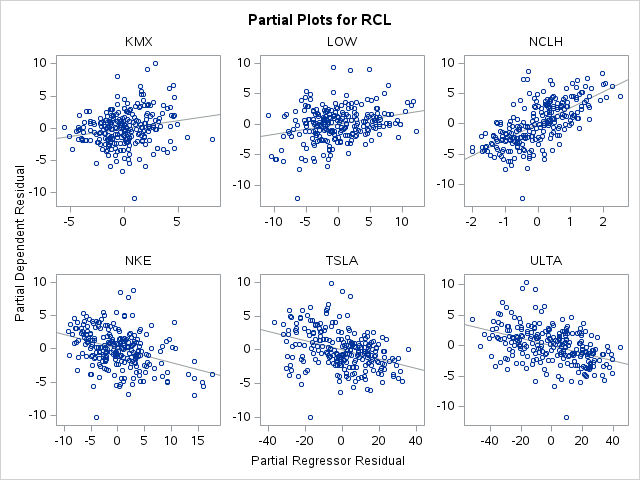 Partial Plots for RCL
KMX LOW NCLH
10 5 0 -5 -10
-5 0 5
10 5 0 -5 -10
-10 -5 0 5 10
10 5 0 -5 -10
-2 -1 0 1 2
Partial Dependent Residual
NKE TSLA ULTA
10 5 0 -5 -10
-10 -5 0 5 10 15
10 5 0 -5 -10
-40 -20 0 20 40
10 5 0 -5 -10
-40 -20 0 20 40
Partial Regressor Residual